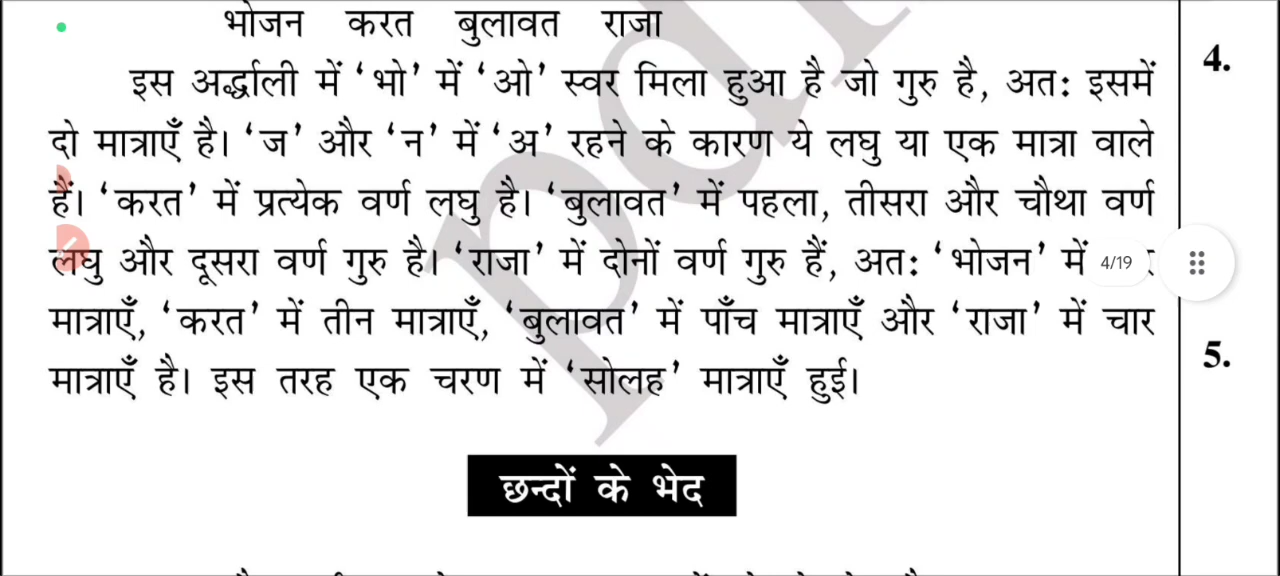 भोजन करत बुलावत राजा
इस अर्द्धाली में ‘भो’ में ‘ओ’ स्वर मिला हुआ है जो गुरु है, अतः इसमें
दो मात्राएँ है। ‘ज’ और ‘न’ में ‘अ’ रहने के कारण ये लघु या एक मात्रा वाले
हैं। ‘करत’ में प्रत्येक वर्ण लघु है। ‘बुलावत’ में पहला, तीसरा और चौथा वर्ण
लघु और दूसरा वर्ण गुरु है। ‘राजा’ में दोनों वर्ण गुरु हैं, अतः ‘भोजन’ में
मात्राएँ, ‘करत’ में तीन मात्राएँ, ‘बुलावत’ में पाँच मात्राएँ और ‘राजा’ में चार
मात्राएँ है। इस तरह एक चरण में ‘सोलह’ मात्राएँ हुई।
छन्दों के भेद
4.
4/19
5.